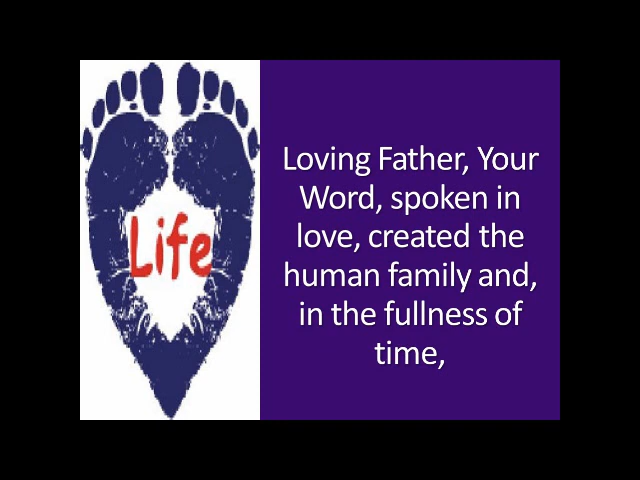 Life
Loving Father, Your
Word, spoken in
love, created the
human family and,
in the fullness of
time,